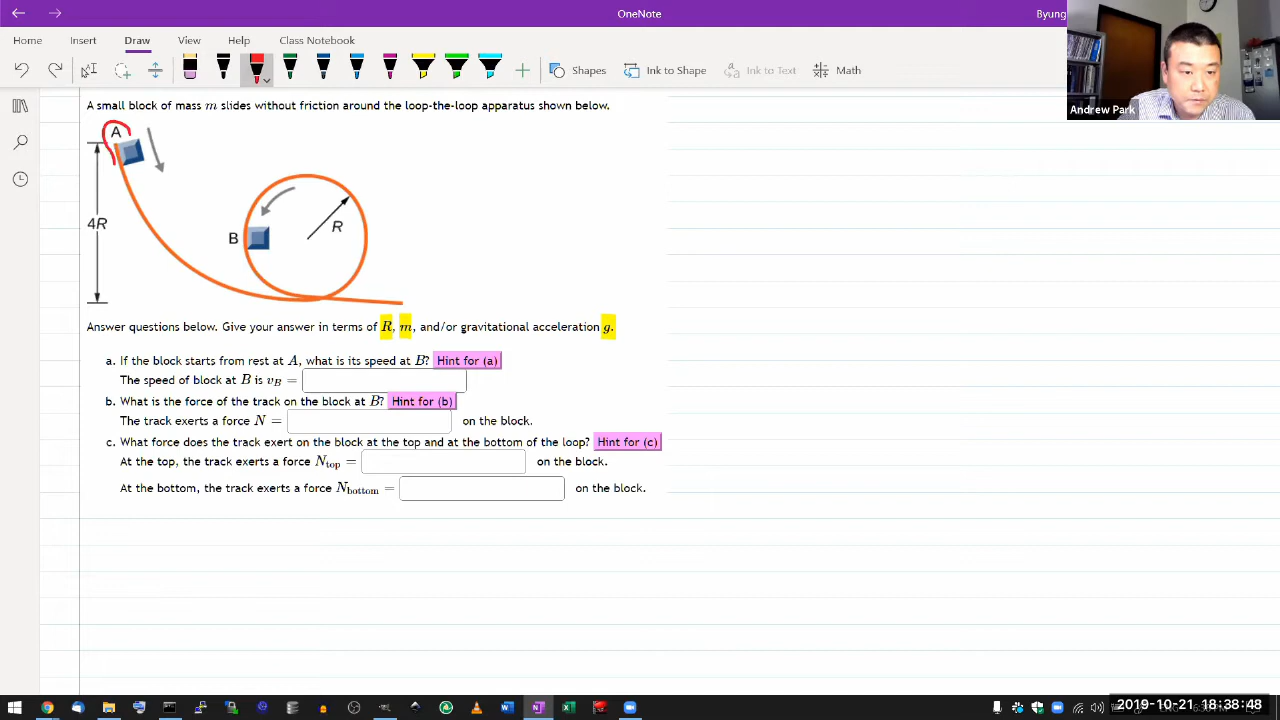 OneNote
Byung
Home Insert Draw View Help Class Notebook
Shapes Ink to Shape Ink to Text Math
Andrew Park
A small block of mass m slides without friction around the loop-the-loop apparatus shown below.
A
4R
R
B
Answer questions below. Give your answer in terms of R, m, and/or gravitational acceleration g.
a. If the block starts from rest at A, what is its speed at B? Hint for (a)
The speed of block at B is v_B =
b. What is the force of the track on the block at B? Hint for (b)
The track exerts a force N = on the block.
c. What force does the track exert on the block at the top and at the bottom of the loop? Hint for (c)
At the top, the track exerts a force N_top = on the block.
At the bottom, the track exerts a force N_bottom = on the block.
2019-10-21 18:38:48